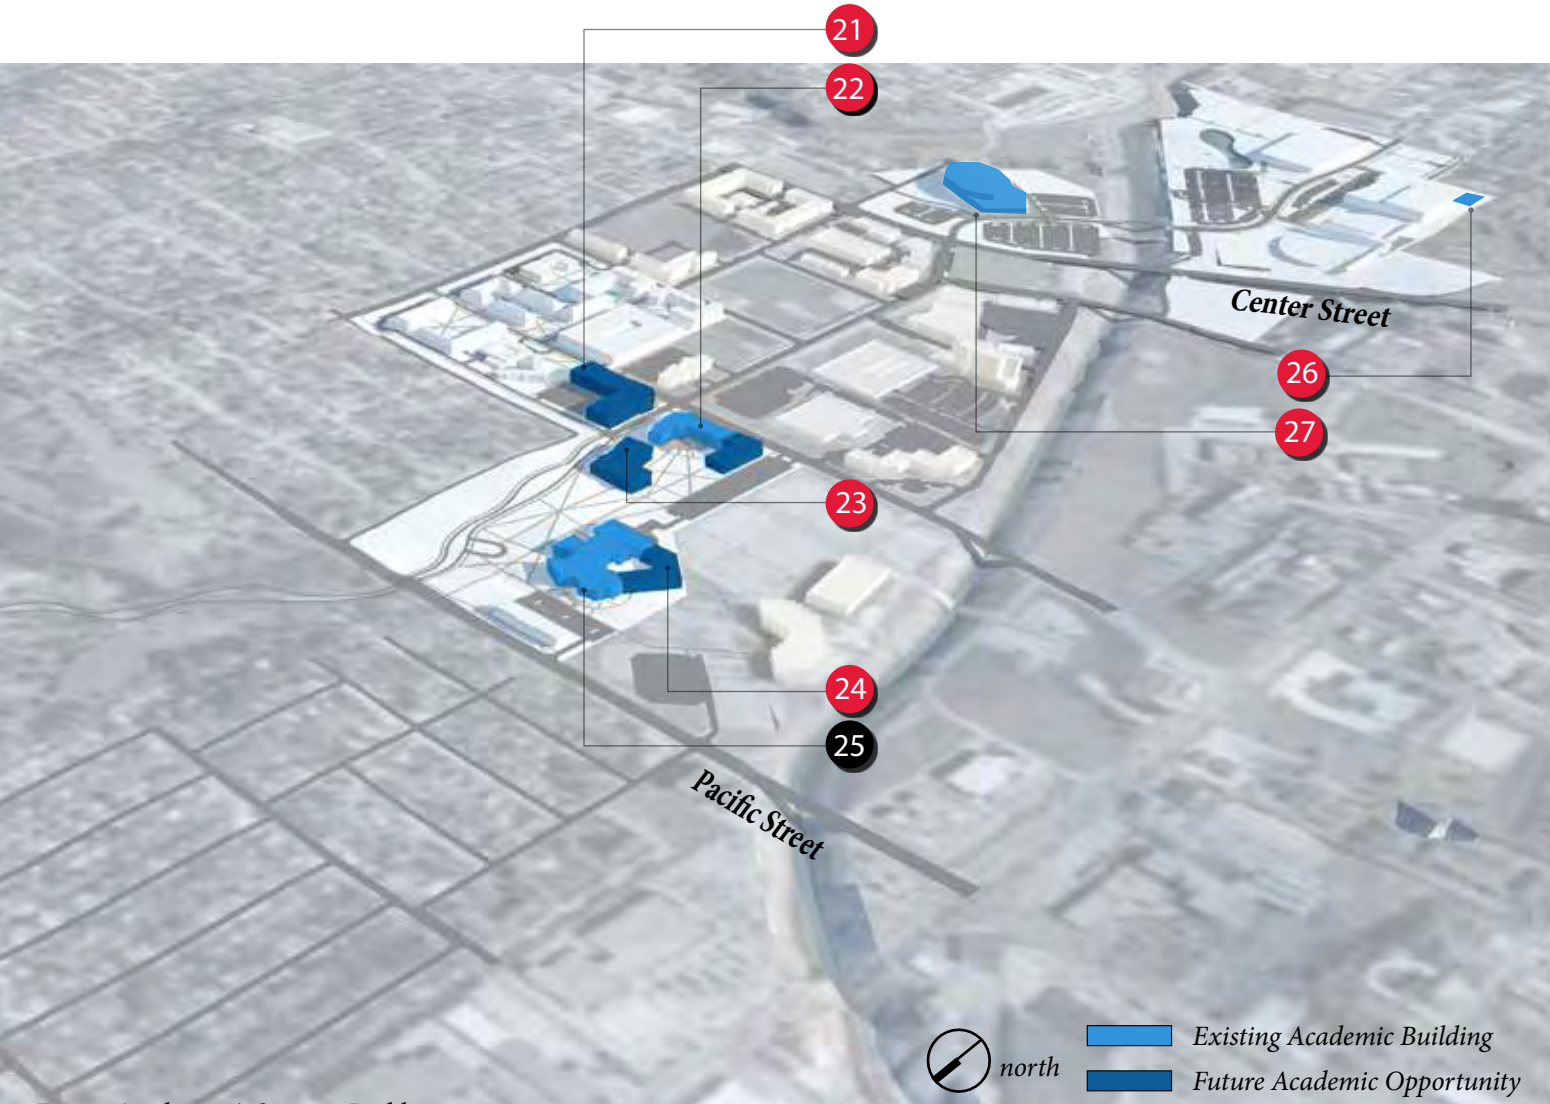 21
22
Center Street
26
27
23
24
25
Pacific Street
north
Existing Academic Building
Future Academic Opportunity